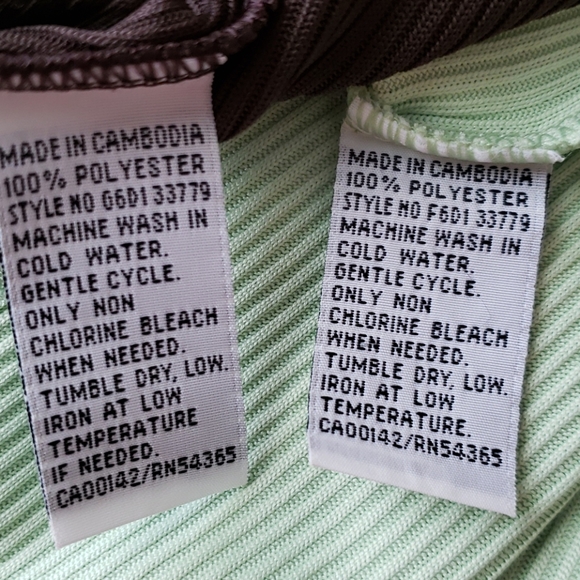 MADE IN CAMBODIA
100% POLYESTER
STYLE NO G6D1 33779
MACHINE WASH IN
COLD WATER.
GENTLE CYCLE.
ONLY NON
CHLORINE BLEACH
WHEN NEEDED.
TUMBLE DRY, LOW.
IRON AT LOW
TEMPERATURE
IF NEEDED.
CA00142/RN54365
MADE IN CAMBODIA
100% POLYESTER
STYLE NO F6D1 33779
MACHINE WASH IN
COLD WATER.
GENTLE CYCLE.
ONLY NON
CHLORINE BLEACH
WHEN NEEDED.
TUMBLE DRY, LOW.
IRON AT LOW
TEMPERATURE.
CA00142/RN54365